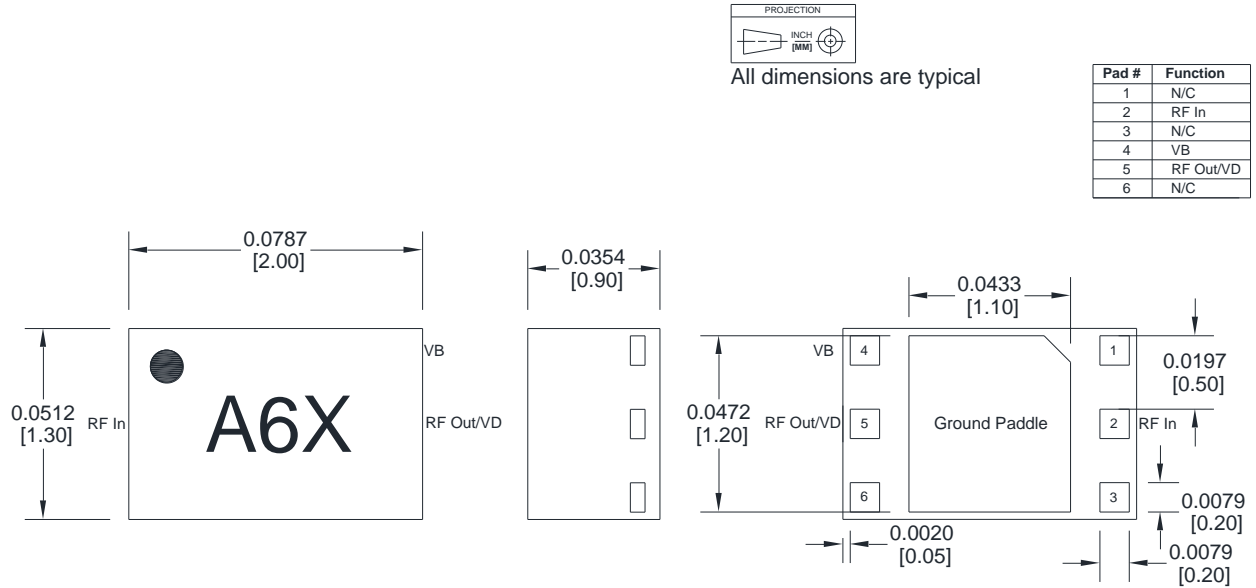 PROJECTION
INCH
[MM]
All dimensions are typical
Pad # Function
1 N/C
2 RF In
3 N/C
4 VB
5 RF Out/VD
6 N/C
0.0787
[2.00]
0.0512
[1.30]
RF In
A6X
VB
RF Out/VD
0.0354
[0.90]
0.0433
[1.10]
0.0472
[1.20]
VB
4
RF Out/VD
5
6
Ground Paddle
1
2
RF In
3
0.0197
[0.50]
0.0079
[0.20]
0.0020
[0.05]
0.0079
[0.20]